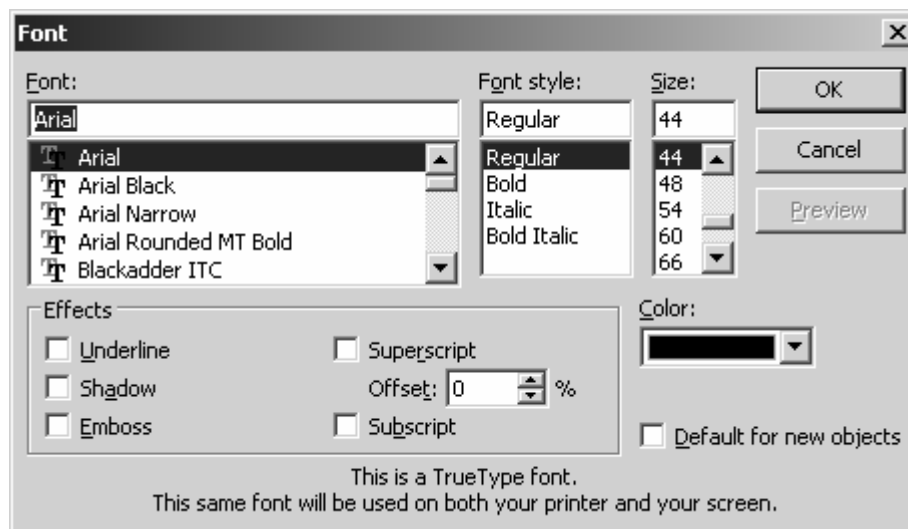 Font
Font: Font style: Size:
Arial Regular 44 OK
Arial Regular 44 Cancel
Arial Black Bold 48
Arial Narrow Italic 54 Preview
Arial Rounded MT Bold Bold Italic 60
Blackadder ITC 66
Effects Color:
Underline Superscript
Shadow Offset: 0 %
Emboss Subscript Default for new objects
This is a TrueType font.
This same font will be used on both your printer and your screen.